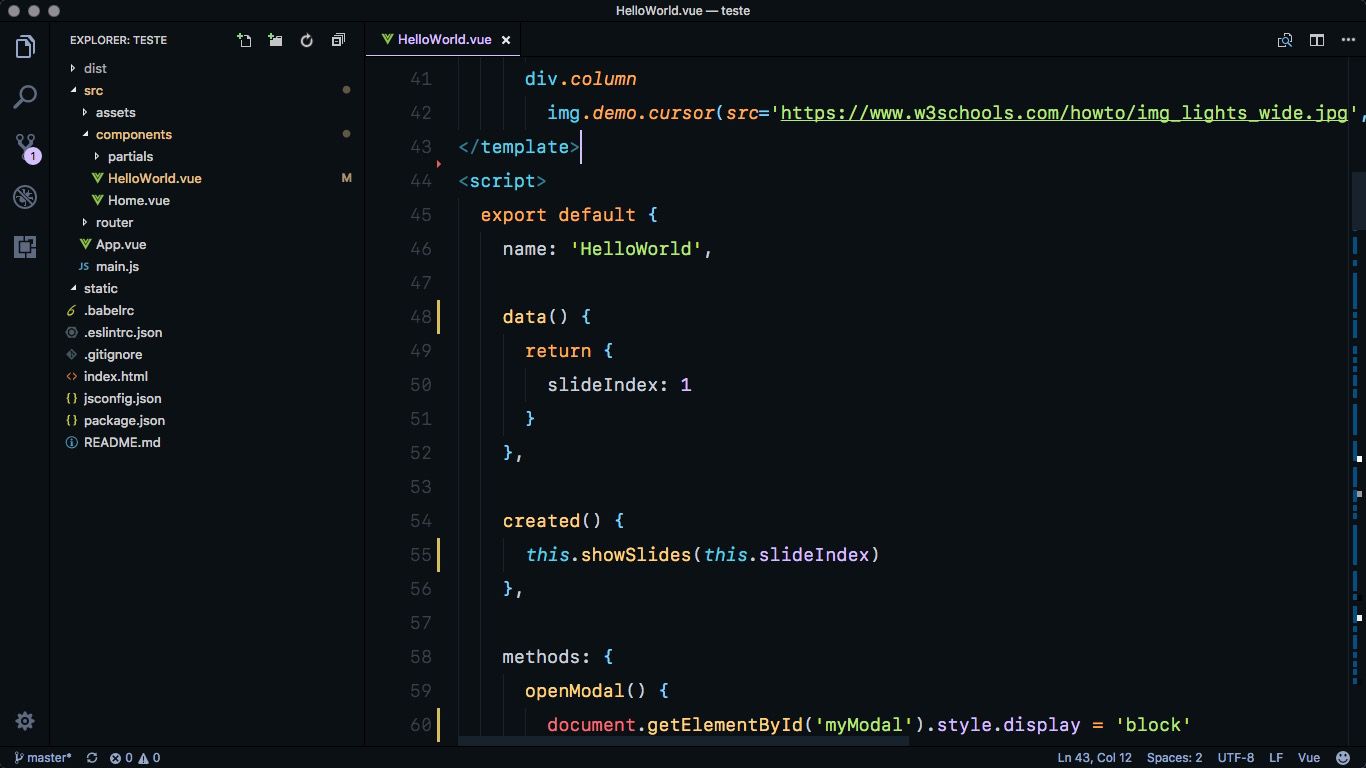 HelloWorld.vue — teste
EXPLORER: TESTE
dist
src
assets
components
partials
HelloWorld.vue M
Home.vue
router
App.vue
JS main.js
static
.babelrc
.eslintrc.json
.gitignore
<> index.html
{} jsconfig.json
{} package.json
README.md
1
HelloWorld.vue ×
41 div.column
42 img.demo.cursor(src='https://www.w3schools.com/howto/img_lights_wide.jpg',
43 </template>
44 <script>
45 export default {
46 name: 'HelloWorld',
47
48 data() {
49 return {
50 slideIndex: 1
51 }
52 },
53
54 created() {
55 this.showSlides(this.slideIndex)
56 },
57
58 methods: {
59 openModal() {
60 document.getElementById('myModal').style.display = 'block'
master* 0 0 Ln 43, Col 12 Spaces: 2 UTF-8 LF Vue